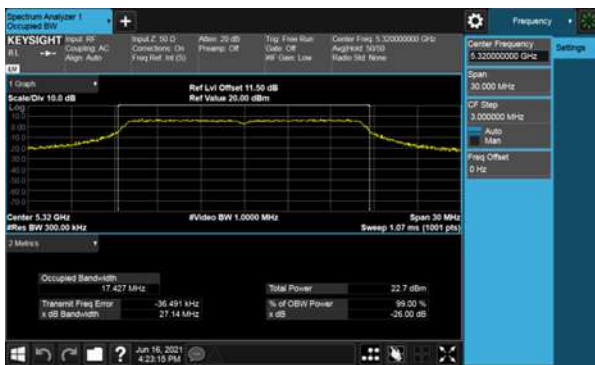 Spectrum Analyzer 1
Occupied BW
+
Frequency
KEYSIGHT
Input: RF
Coupling: AC
Align: Auto
Input Z: 50 Ω
Corrections: On
Freq Ref: Int (S)
Atten: 20 dB
Preamp: Off
Trig: Free Run
Gate: Off
#IF Gain: Low
Center Freq: 5.320000000 GHz
Avg|Hold: 50/50
Radio Std: None
Center Frequency
5.320000000 GHz
Settings
Span
30.000 MHz
CF Step
3.000000 MHz
Auto
Man
Freq Offset
0 Hz
1 Graph
Scale/Div 10.0 dB
Ref Lvl Offset 11.50 dB
Ref Value 20.00 dBm
Log
10.0
0.00
Center 5.32 GHz
#Res BW 300.00 kHz
#Video BW 1.0000 MHz
Span 30 MHz
Sweep 1.07 ms (1001 pts)
2 Metrics
Occupied Bandwidth
17.427 MHz
Total Power
22.7 dBm
Transmit Freq Error
-36.491 kHz
% of OBW Power
99.00 %
x dB Bandwidth
27.14 MHz
x dB
-26.00 dB
?
Jun 16, 2021
4:23:15 PM